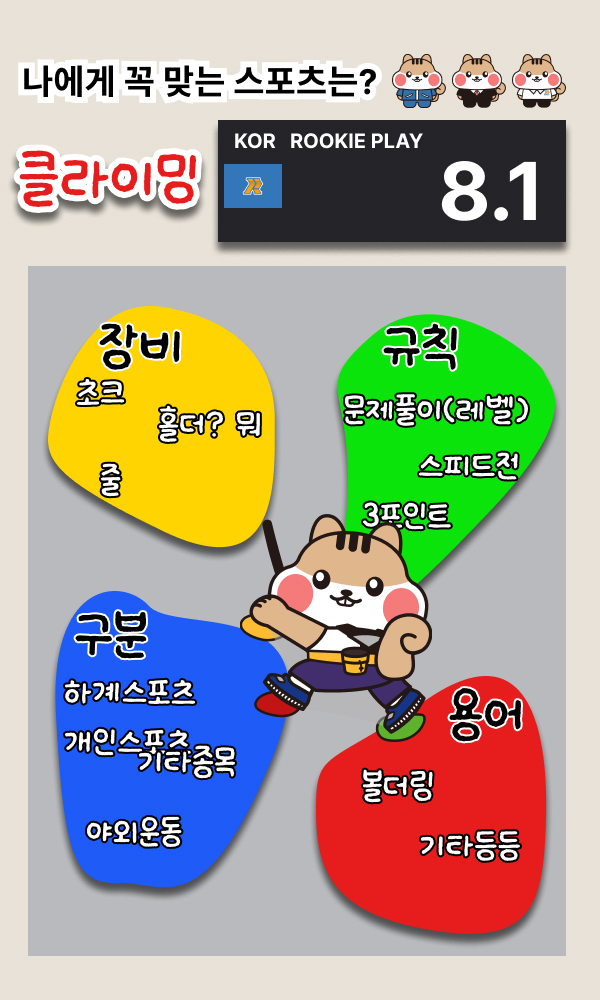 나에게 꼭 맞는 스포츠는?
클라이밍
KOR ROOKIE PLAY
8.1
장비
초크
홀더? 뭐
줄
규칙
문제풀이(레벨)
스피드전
3포인트
구분
하계스포츠
개인스포츠
기타종목
야외운동
용어
볼더링
기타등등